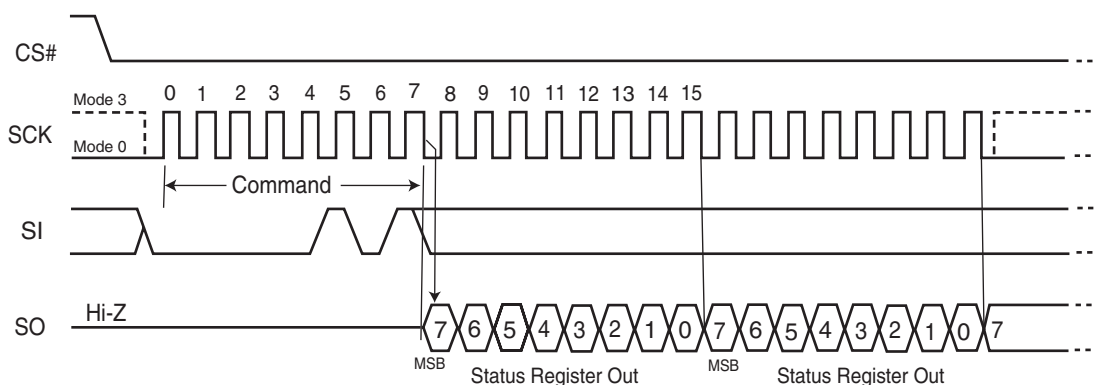 CS#
Mode 3
0 1 2 3 4 5 6 7 8 9 10 11 12 13 14 15
SCK
Mode 0
Command
SI
Hi-Z
SO
7 6 5 4 3 2 1 0 7 6 5 4 3 2 1 0 7
MSB MSB
Status Register Out Status Register Out